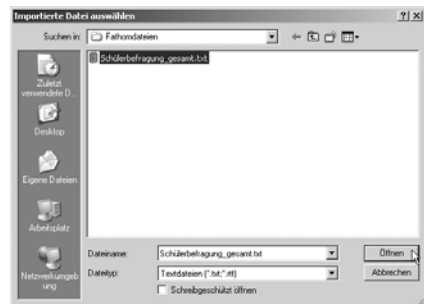 Importierte Datei auswählen
Suchen in: Fathomdateien
Schülerbefragung_gesamt.txt
Zuletzt
verwendete D...
Desktop
Eigene Dateien
Arbeitsplatz
Netzwerkumgeb
ung
Dateiname: Schülerbefragung_gesamt.txt Öffnen
Dateityp: Textdateien (*.txt;*.rtf) Abbrechen
Schreibgeschützt öffnen